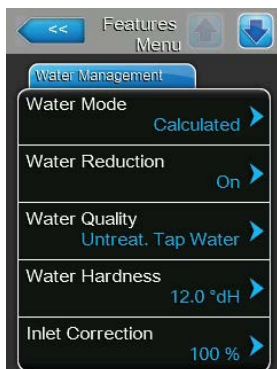 <<
Features
Menu
Water Management
Water Mode
Calculated
Water Reduction
On
Water Quality
Untreat. Tap Water
Water Hardness
12.0 °dH
Inlet Correction
100 %